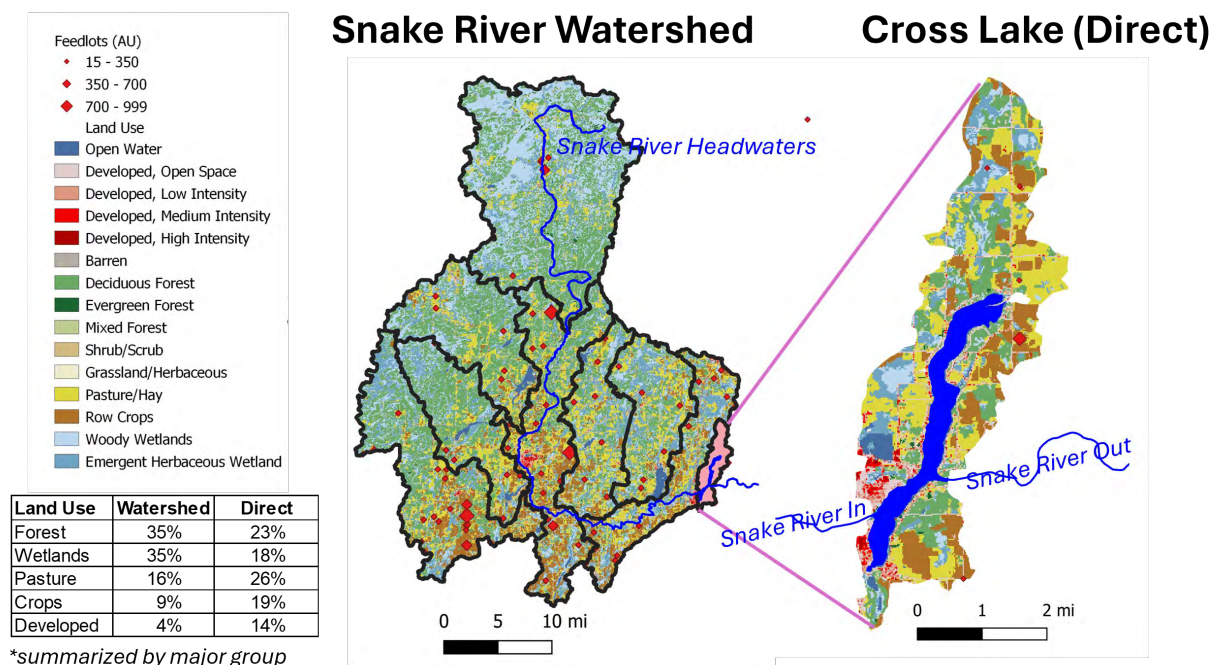 Snake River Watershed
Cross Lake (Direct)
Feedlots (AU)
15 - 350
350 - 700
700 - 999
Land Use
Open Water
Developed, Open Space
Developed, Low Intensity
Developed, Medium Intensity
Developed, High Intensity
Barren
Deciduous Forest
Evergreen Forest
Mixed Forest
Shrub/Scrub
Grassland/Herbaceous
Pasture/Hay
Row Crops
Woody Wetlands
Emergent Herbaceous Wetland
Land Use Watershed Direct
Forest 35% 23%
Wetlands 35% 18%
Pasture 16% 26%
Crops 9% 19%
Developed 4% 14%
*summarized by major group
Snake River Headwaters
Snake River In
Snake River Out
0 5 10 mi
0 1 2 mi